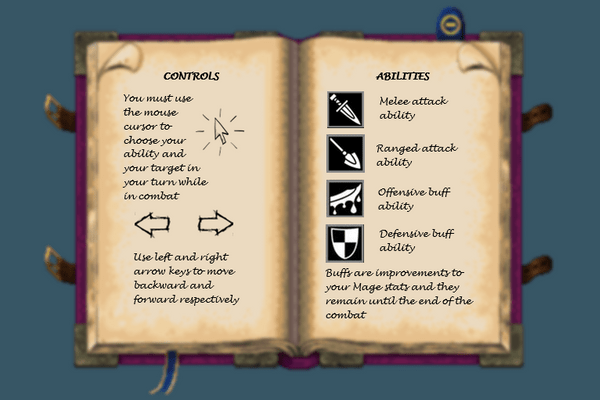 CONTROLS
You must use
the mouse
cursor to
choose your
ability and
your target in
your turn while
in combat
Use left and right
arrow keys to move
backward and
forward respectively
ABILITIES
Melee attack
ability
Ranged attack
ability
Offensive buff
ability
Defensive buff
ability
Buffs are improvements to
your Mage stats and they
remain until the end of the
combat